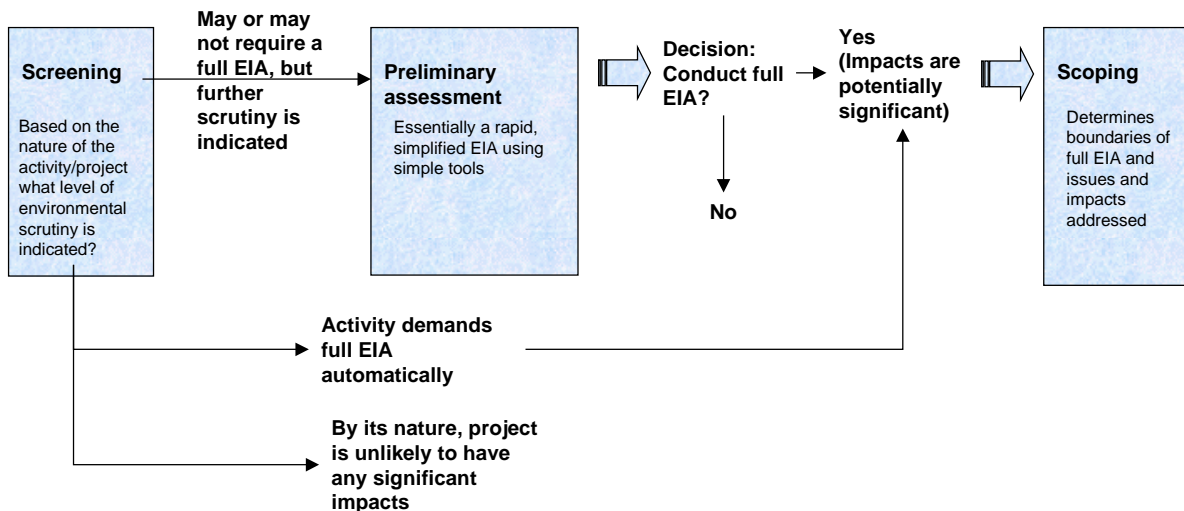 Screening
Based on the
nature of the
activity/project
what level of
environmental
scrutiny is
indicated?
May or may
not require a
full EIA, but
further
scrutiny is
indicated
Preliminary
assessment
Essentially a rapid,
simplified EIA using
simple tools
Decision:
Conduct full
EIA?
No
Yes
(Impacts are
potentially
significant)
Scoping
Determines
boundaries of
full EIA and
issues and
impacts
addressed
Activity demands
full EIA
automatically
By its nature, project
is unlikely to have
any significant
impacts